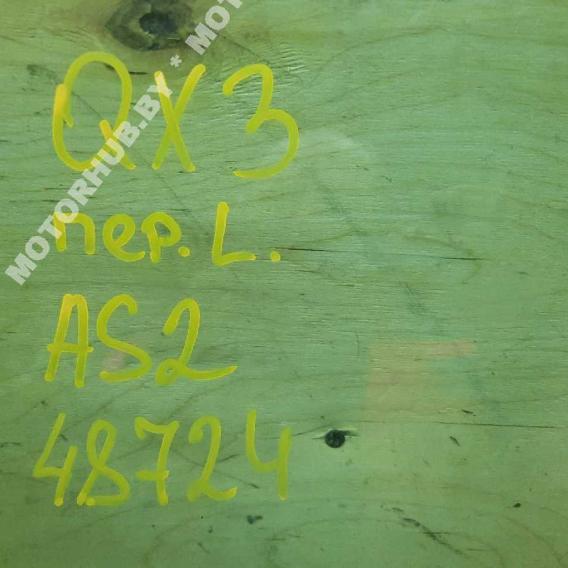 MOTORHUB.BY * MOT
QX3
пер. L.
AS2
48724